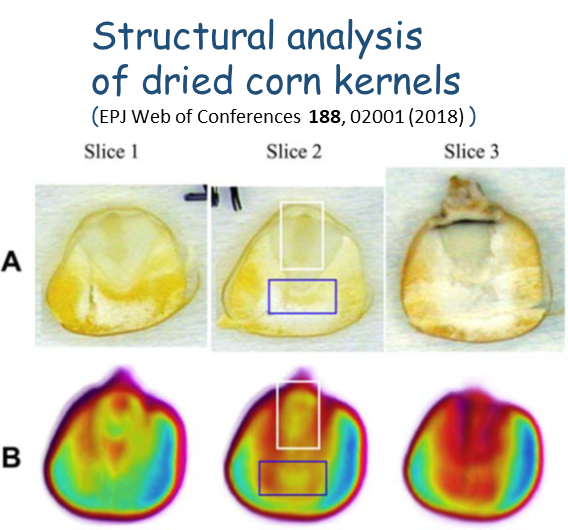 Structural analysis
of dried corn kernels
(EPJ Web of Conferences 188, 02001 (2018) )
Slice 1 Slice 2 Slice 3
A
B